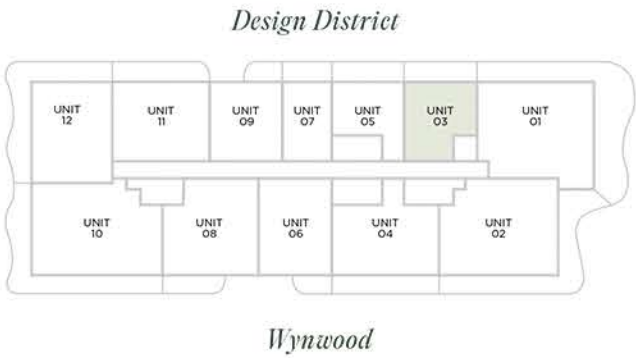 Design District
UNIT
12
UNIT
11
UNIT
09
UNIT
07
UNIT
05
UNIT
03
UNIT
01
UNIT
10
UNIT
08
UNIT
06
UNIT
04
UNIT
02
Wynwood